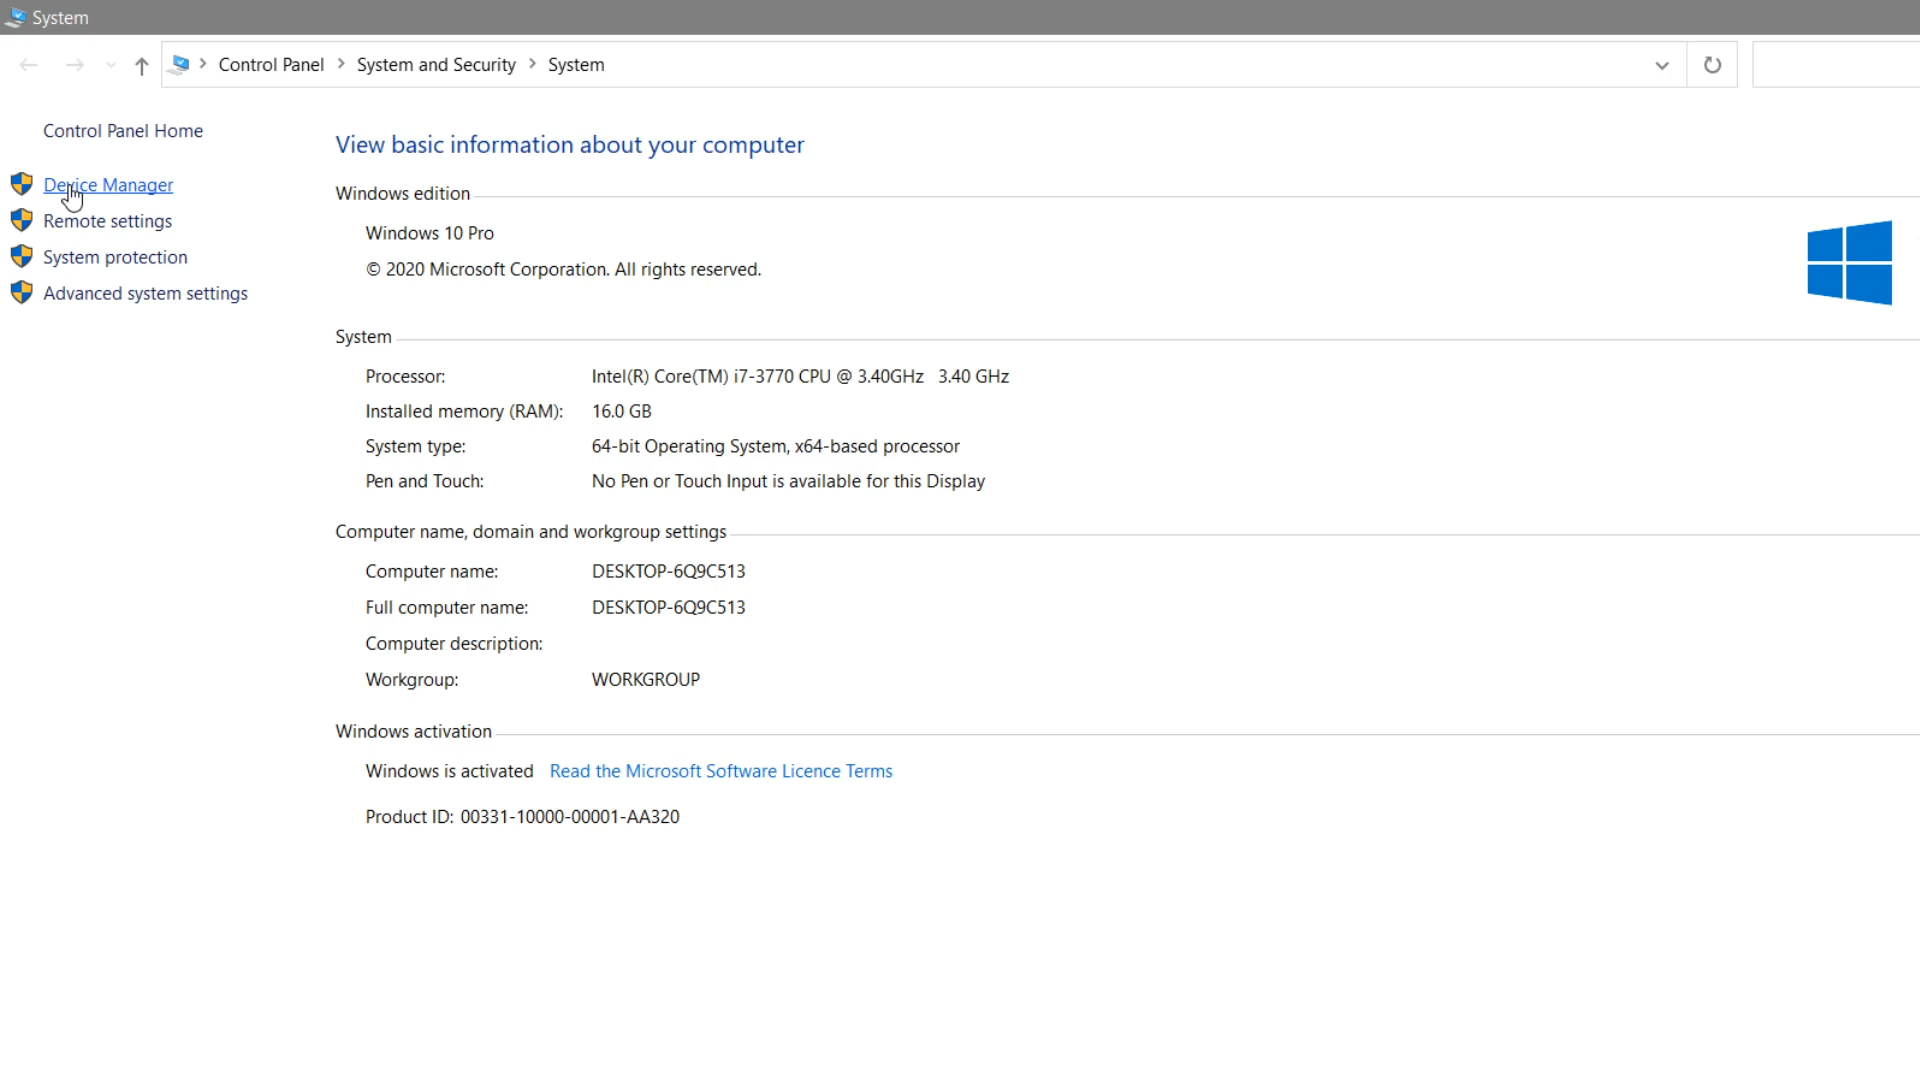 System
Control Panel > System and Security > System
Control Panel Home
Device Manager
Remote settings
System protection
Advanced system settings
View basic information about your computer
Windows edition
Windows 10 Pro
© 2020 Microsoft Corporation. All rights reserved.
System
Processor: Intel(R) Core(TM) i7-3770 CPU @ 3.40GHz 3.40 GHz
Installed memory (RAM): 16.0 GB
System type: 64-bit Operating System, x64-based processor
Pen and Touch: No Pen or Touch Input is available for this Display
Computer name, domain and workgroup settings
Computer name: DESKTOP-6Q9C513
Full computer name: DESKTOP-6Q9C513
Computer description:
Workgroup: WORKGROUP
Windows activation
Windows is activated Read the Microsoft Software Licence Terms
Product ID: 00331-10000-00001-AA320